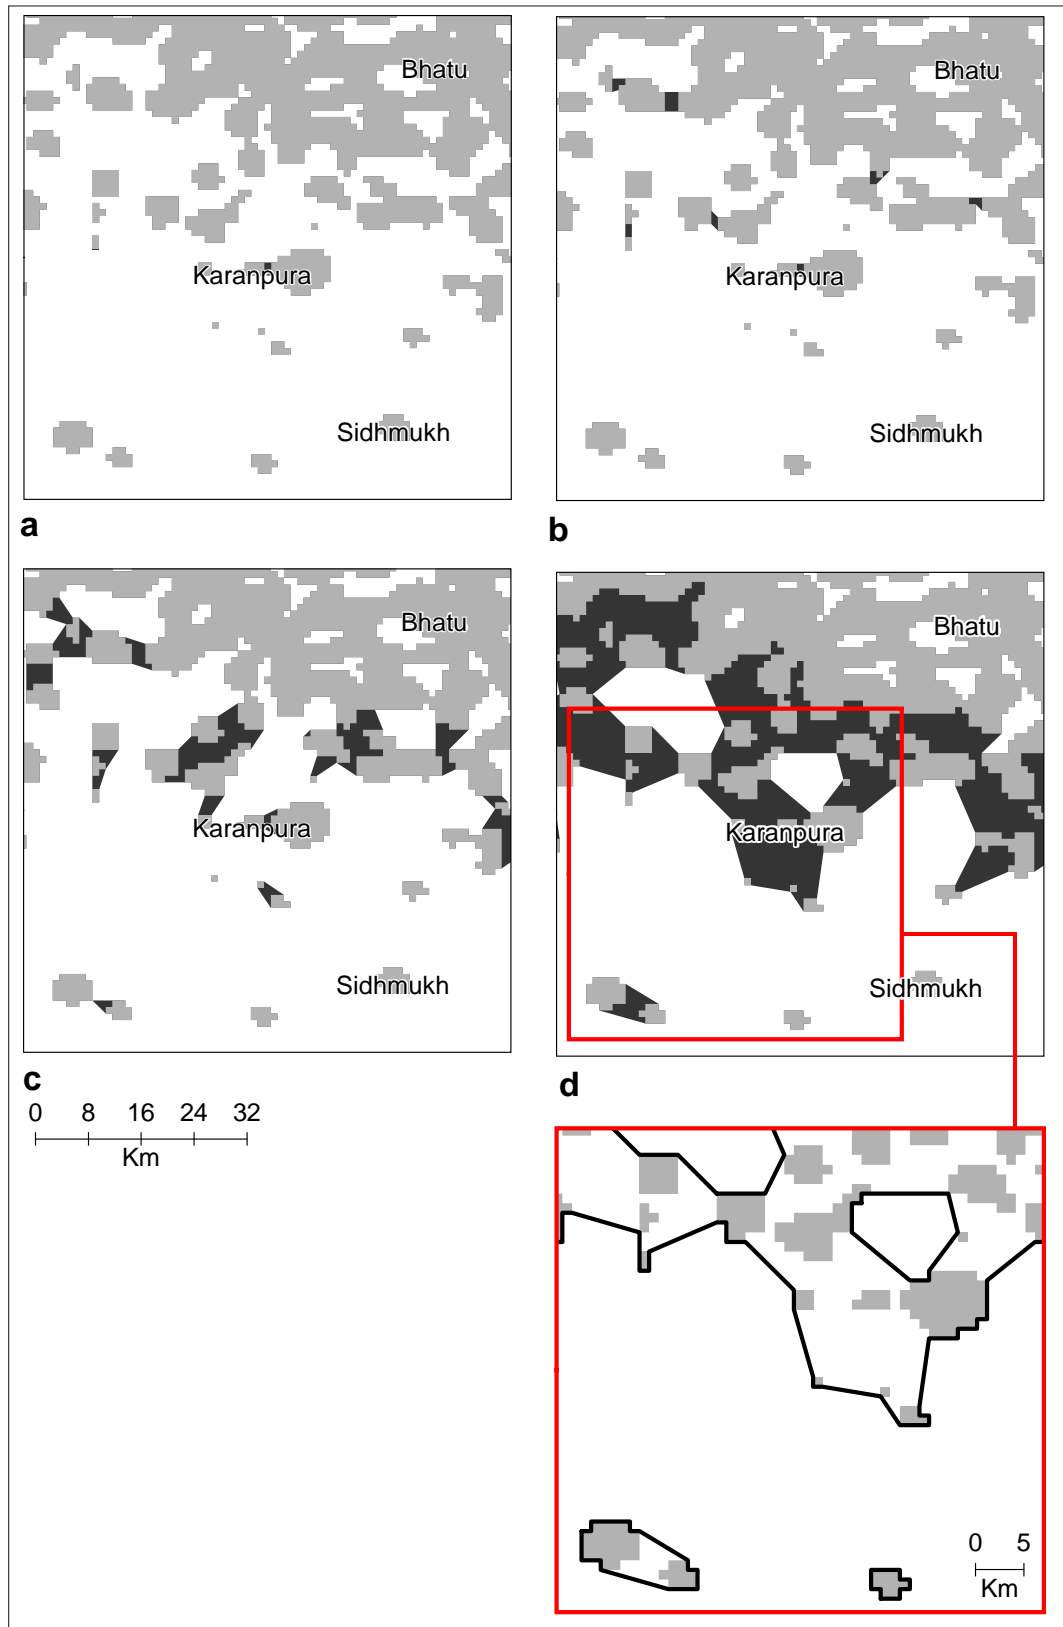 Bhatu
Karanpura
Sidhmukh
a
Bhatu
Karanpura
Sidhmukh
b
Bhatu
Karanpura
Sidhmukh
c
Bhatu
Karanpura
Sidhmukh
d
0 8 16 24 32
Km
0 5
Km